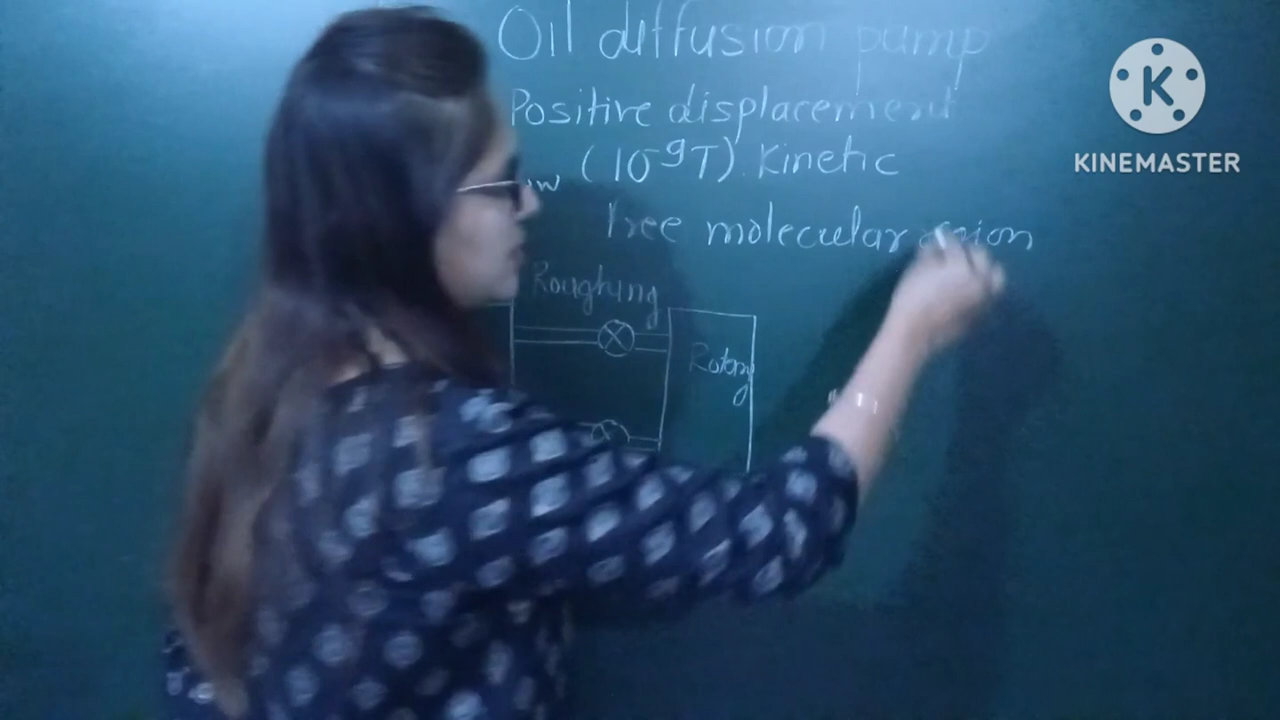 Oil diffusion pump
Positive displacement
(10⁻⁹T). Kinetic
free molecular
Roughing
Rotary
K
KINEMASTER